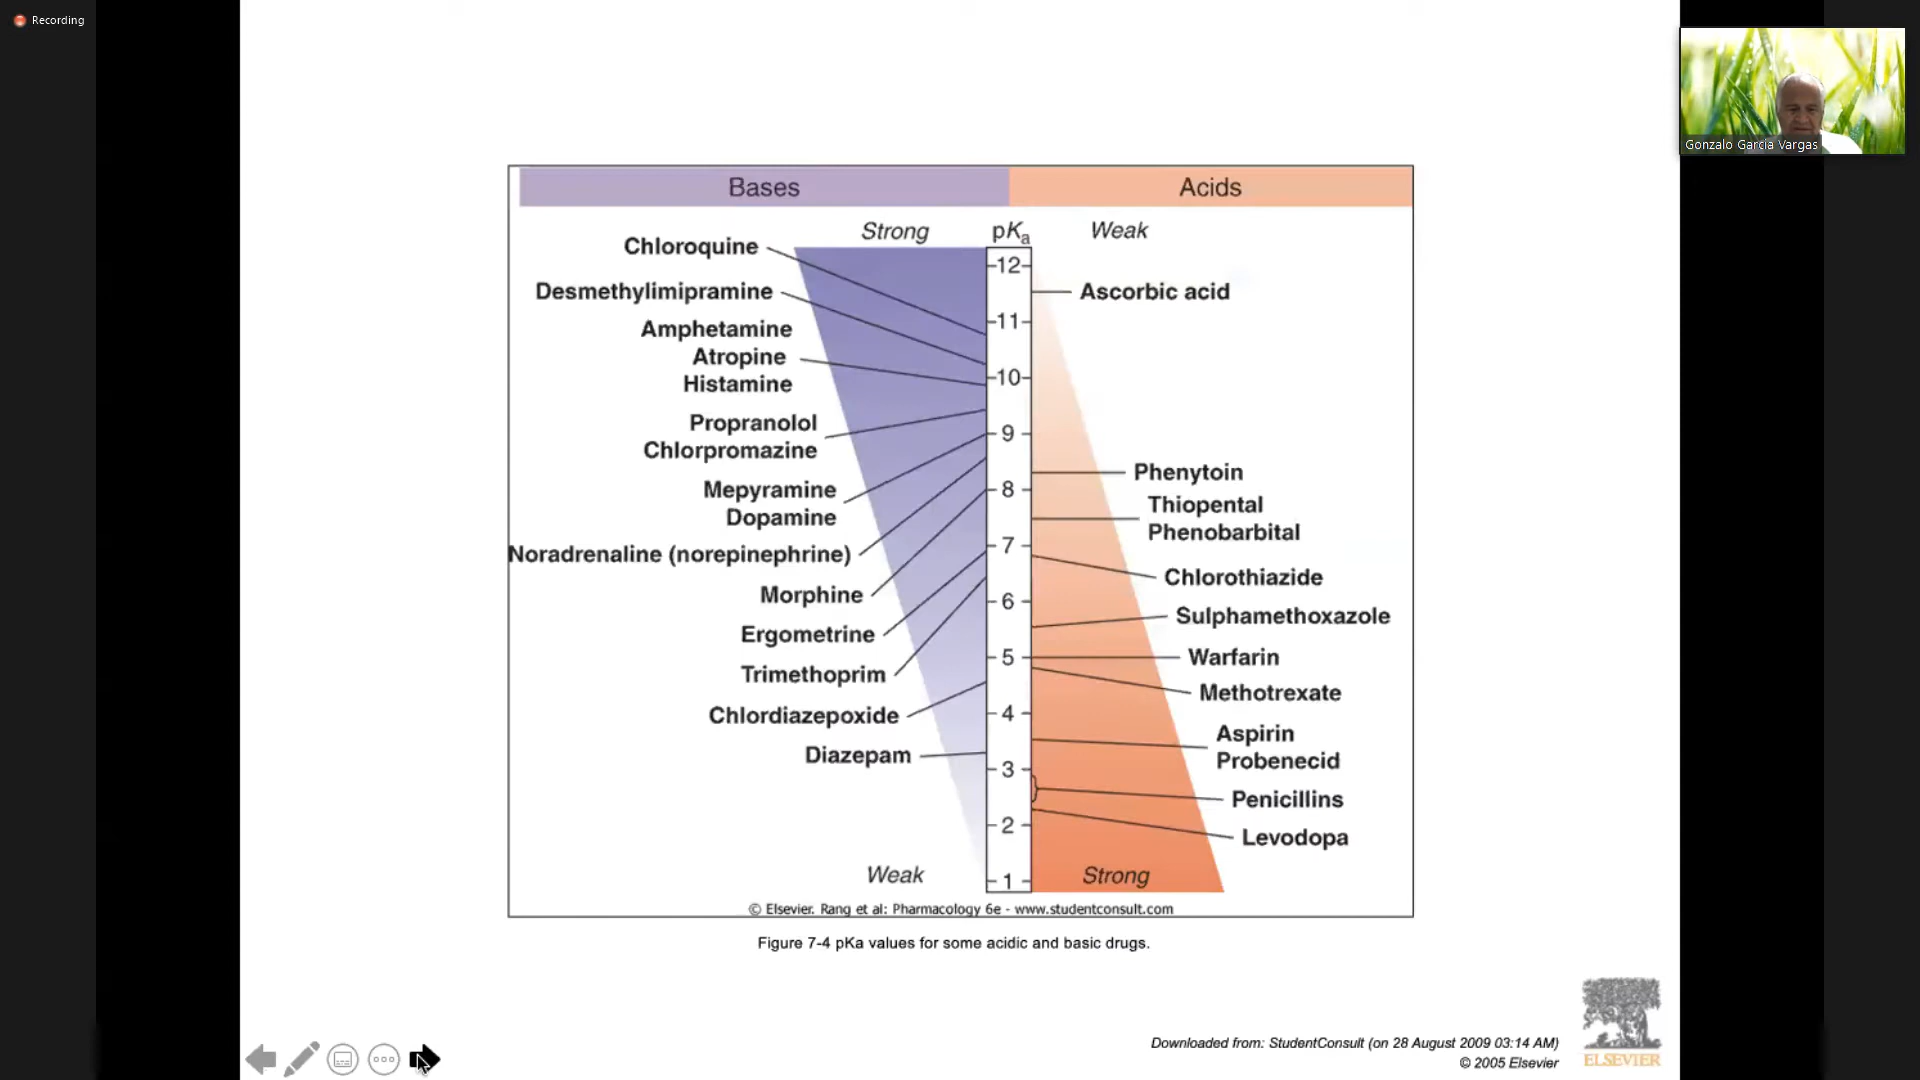 Recording
Gonzalo Garcia Vargas
Bases
Acids
Strong
pKa
Weak
Chloroquine
Desmethylimipramine
Amphetamine
Atropine
Histamine
Propranolol
Chlorpromazine
Mepyramine
Dopamine
Noradrenaline (norepinephrine)
Morphine
Ergometrine
Trimethoprim
Chlordiazepoxide
Diazepam
Weak
12
11
10
9
8
7
6
5
4
3
2
1
Ascorbic acid
Phenytoin
Thiopental
Phenobarbital
Chlorothiazide
Sulphamethoxazole
Warfarin
Methotrexate
Aspirin
Probenecid
Penicillins
Levodopa
Strong
© Elsevier. Rang et al: Pharmacology 6e - www.studentconsult.com
Figure 7-4 pKa values for some acidic and basic drugs.
Downloaded from: StudentConsult (on 28 August 2009 03:14 AM)
© 2005 Elsevier
ELSEVIER